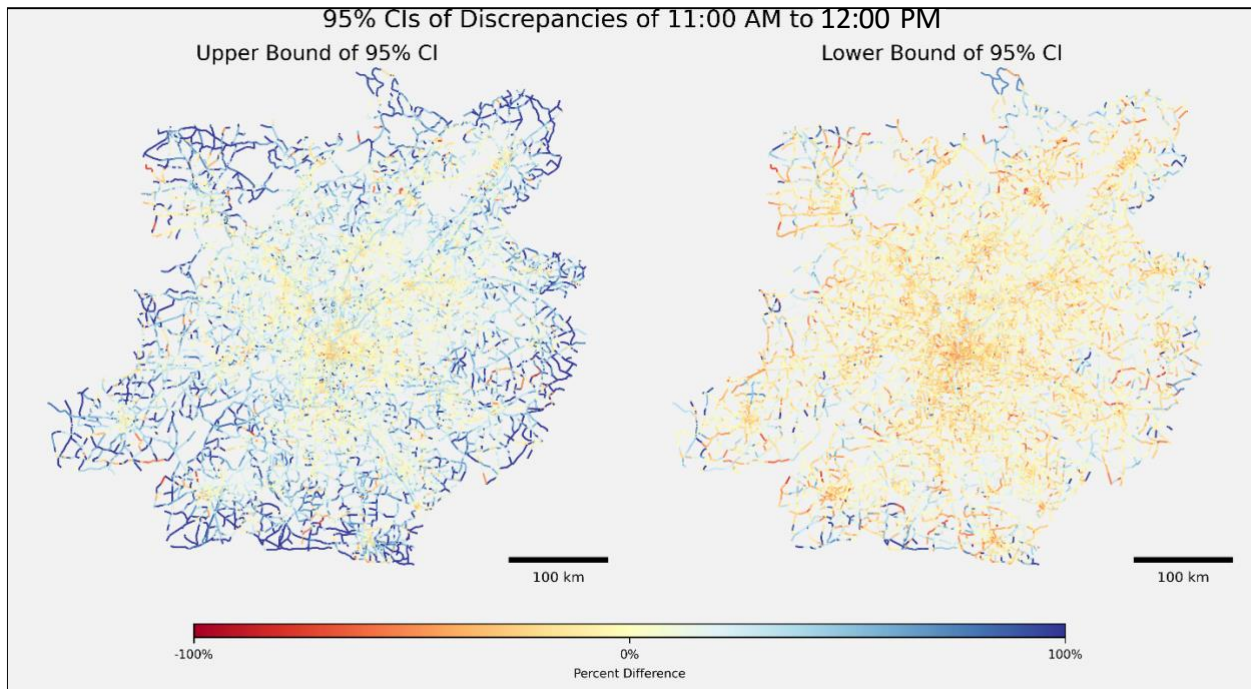 95% CIs of Discrepancies of 11:00 AM to 12:00 PM
Upper Bound of 95% CI
Lower Bound of 95% CI
100 km
100 km
-100%
0%
100%
Percent Difference